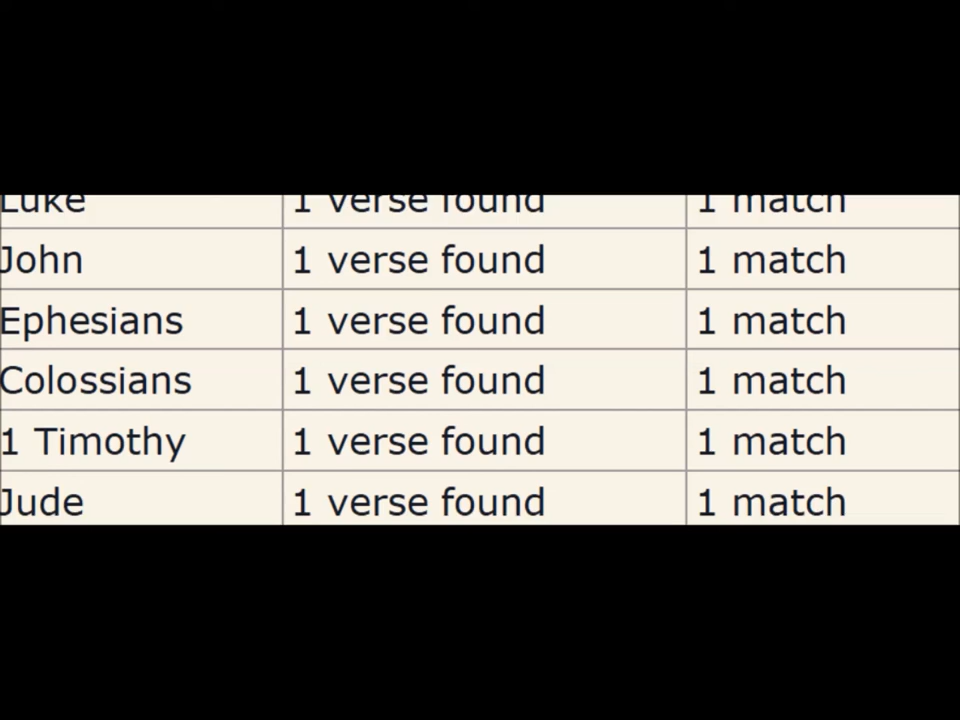 Luke 1 verse found 1 match
John 1 verse found 1 match
Ephesians 1 verse found 1 match
Colossians 1 verse found 1 match
1 Timothy 1 verse found 1 match
Jude 1 verse found 1 match